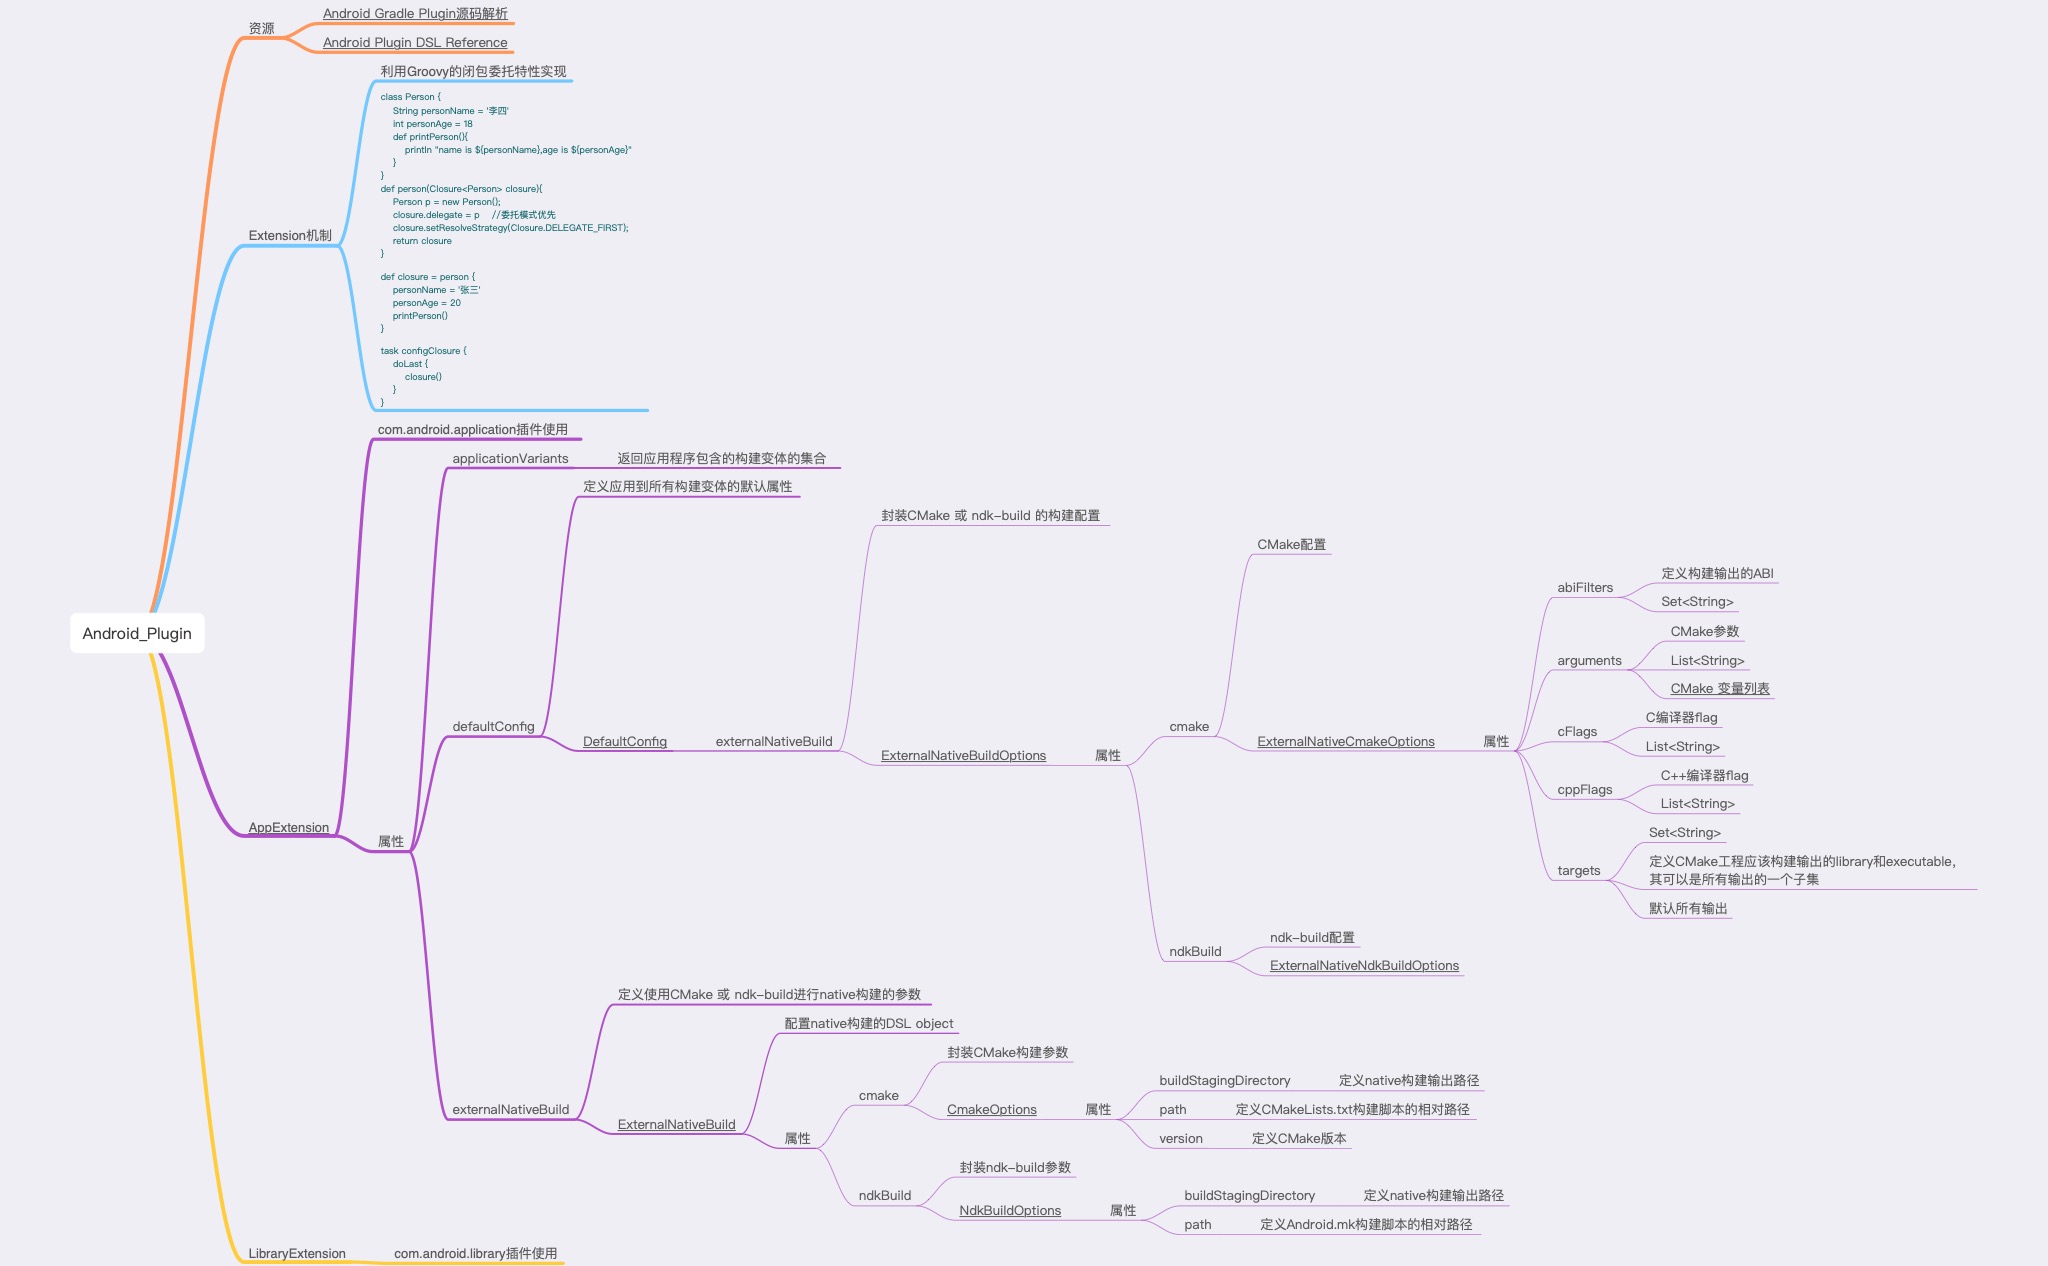 Android_Plugin
资源
Android Gradle Plugin源码解析
Android Plugin DSL Reference
Extension机制
利用Groovy的闭包委托特性实现
class Person {
String personName = '李四'
int personAge = 18
def printPerson(){
println "name is ${personName},age is ${personAge}"
}
}
def person(Closure<Person> closure){
Person p = new Person();
closure.delegate = p //委托模式优先
closure.setResolveStrategy(Closure.DELEGATE_FIRST);
return closure
}
def closure = person {
personName = '张三'
personAge = 20
printPerson()
}
task configClosure {
doLast {
closure()
}
}
AppExtension
com.android.application插件使用
属性
applicationVariants
返回应用程序包含的构建变体的集合
defaultConfig
定义应用到所有构建变体的默认属性
DefaultConfig
externalNativeBuild
封装CMake 或 ndk-build 的构建配置
ExternalNativeBuildOptions
属性
cmake
CMake配置
ExternalNativeCmakeOptions
属性
abiFilters
定义构建输出的ABI
Set<String>
arguments
CMake参数
List<String>
CMake 变量列表
cFlags
C编译器flag
List<String>
cppFlags
C++编译器flag
List<String>
targets
Set<String>
定义CMake工程应该构建输出的library和executable,
其可以是所有输出的一个子集
默认所有输出
ndkBuild
ndk-build配置
ExternalNativeNdkBuildOptions
externalNativeBuild
定义使用CMake 或 ndk-build进行native构建的参数
ExternalNativeBuild
配置native构建的DSL object
属性
cmake
封装CMake构建参数
CmakeOptions
属性
buildStagingDirectory
定义native构建输出路径
path
定义CMakeLists.txt构建脚本的相对路径
version
定义CMake版本
ndkBuild
封装ndk-build参数
NdkBuildOptions
属性
buildStagingDirectory
定义native构建输出路径
path
定义Android.mk构建脚本的相对路径
LibraryExtension
com.android.library插件使用